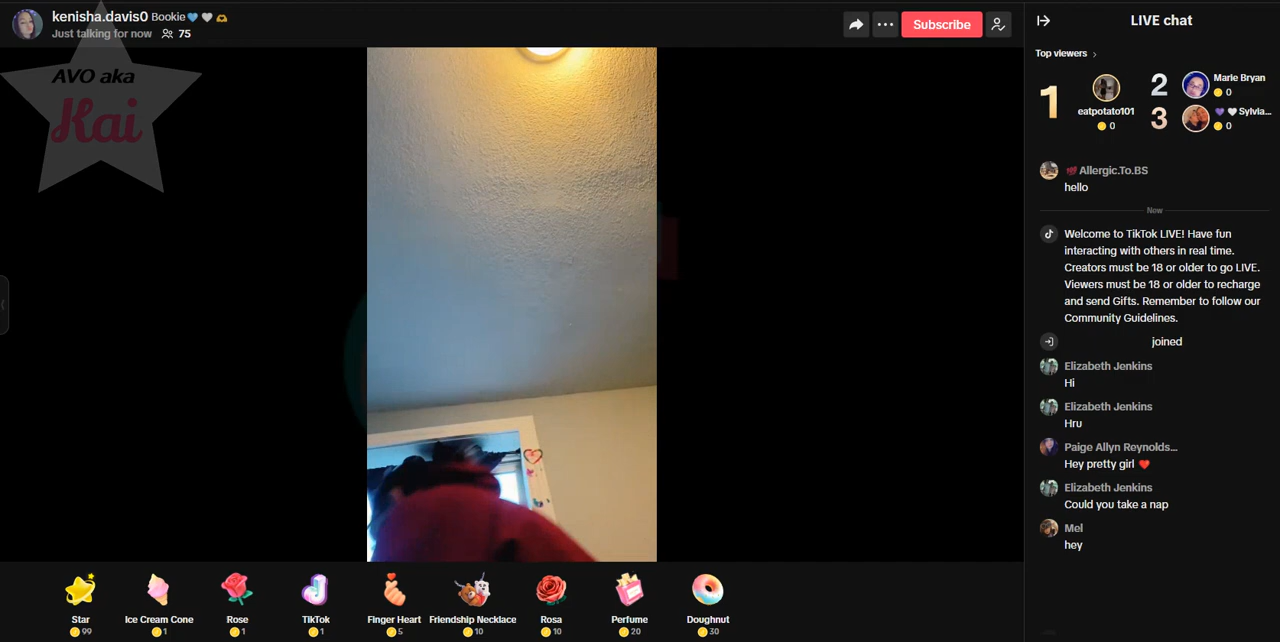 kenisha.davis0 Bookie💙🤍🫶
Just talking for now 75
AVO aka
Kai
Subscribe
LIVE chat
Top viewers
1
eatpotato101
0
2
Marie Bryan
0
3
💜🤍Sylvia...
0
💯Allergic.To.BS
hello
Now
Welcome to TikTok LIVE! Have fun
interacting with others in real time.
Creators must be 18 or older to go LIVE.
Viewers must be 18 or older to recharge
and send Gifts. Remember to follow our
Community Guidelines.
joined
Elizabeth Jenkins
Hi
Elizabeth Jenkins
Hru
Paige Allyn Reynolds...
Hey pretty girl ❤️
Elizabeth Jenkins
Could you take a nap
Mel
hey
Star
99
Ice Cream Cone
1
Rose
1
TikTok
1
Finger Heart
5
Friendship Necklace
10
Rosa
10
Perfume
20
Doughnut
30